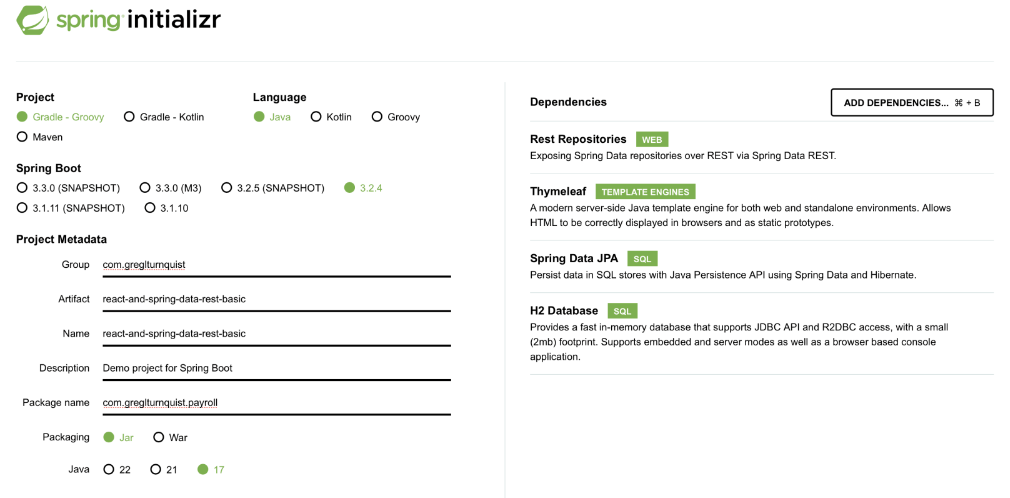 spring initializr
Project
Gradle - Groovy Gradle - Kotlin
Maven
Language
Java Kotlin Groovy
Spring Boot
3.3.0 (SNAPSHOT) 3.3.0 (M3) 3.2.5 (SNAPSHOT) 3.2.4
3.1.11 (SNAPSHOT) 3.1.10
Project Metadata
Group com.greglturnquist
Artifact react-and-spring-data-rest-basic
Name react-and-spring-data-rest-basic
Description Demo project for Spring Boot
Package name com.greglturnquist.payroll
Packaging Jar War
Java 22 21 17
Dependencies
ADD DEPENDENCIES... ⌘ + B
Rest Repositories WEB
Exposing Spring Data repositories over REST via Spring Data REST.
Thymeleaf TEMPLATE ENGINES
A modern server-side Java template engine for both web and standalone environments. Allows
HTML to be correctly displayed in browsers and as static prototypes.
Spring Data JPA SQL
Persist data in SQL stores with Java Persistence API using Spring Data and Hibernate.
H2 Database SQL
Provides a fast in-memory database that supports JDBC API and R2DBC access, with a small
(2mb) footprint. Supports embedded and server modes as well as a browser based console
application.